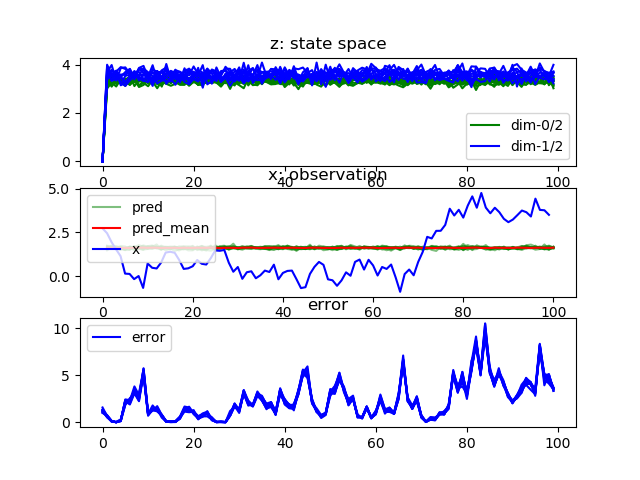 z: state space
4
2
0
dim-0/2
dim-1/2
0 20 40 60 80 100
x: observation
5.0
2.5
0.0
pred
pred_mean
x
0 20 40 60 80 100
error
10
5
0
error
0 20 40 60 80 100